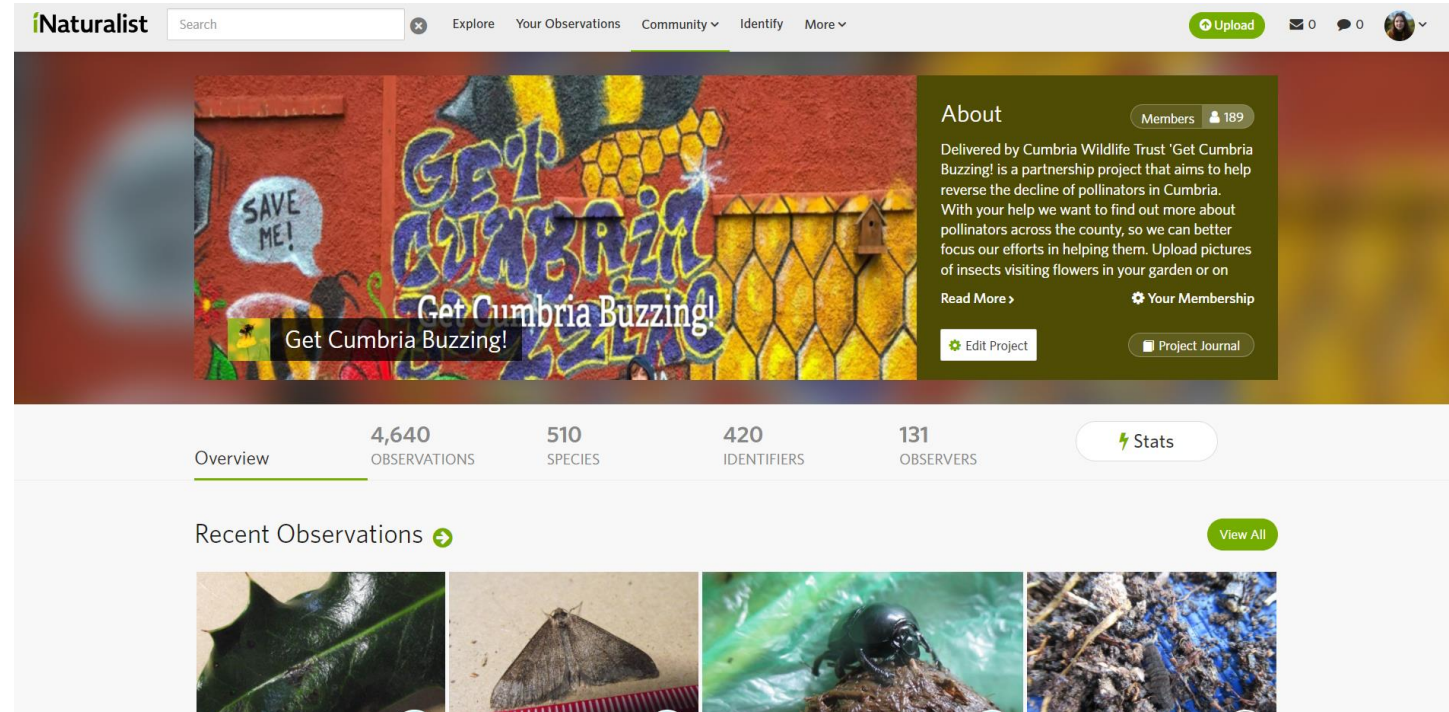 iNaturalist
Search
Explore
Your Observations
Community
Identify
More
Upload
0
0
SAVE
ME!
GET
CUMBRIA
Get Cumbria Buzzing!
Get Cumbria Buzzing!
About
Members 189
Delivered by Cumbria Wildlife Trust 'Get Cumbria
Buzzing! is a partnership project that aims to help
reverse the decline of pollinators in Cumbria.
With your help we want to find out more about
pollinators across the county, so we can better
focus our efforts in helping them. Upload pictures
of insects visiting flowers in your garden or on
Read More
Your Membership
Edit Project
Project Journal
Overview
4,640
OBSERVATIONS
510
SPECIES
420
IDENTIFIERS
131
OBSERVERS
Stats
Recent Observations
View All